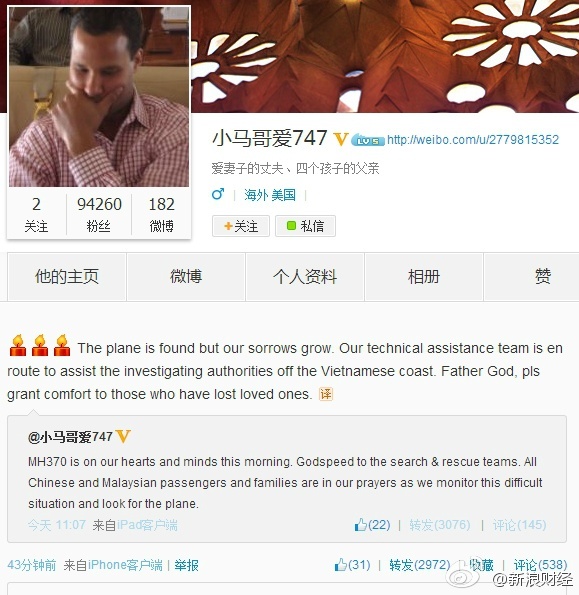 小马哥爱747 V LV15 http://weibo.com/u/2779815352
爱妻子的丈夫、四个孩子的父亲
♂ | 海外 美国 |
2 94260 182
关注 粉丝 微博
+关注 私信
他的主页 微博 个人资料 相册 赞
The plane is found but our sorrows grow. Our technical assistance team is en
route to assist the investigating authorities off the Vietnamese coast. Father God, pls
grant comfort to those who have lost loved ones. 译
@小马哥爱747 V
MH370 is on our hearts and minds this morning. Godspeed to the search & rescue teams. All
Chinese and Malaysian passengers and families are in our prayers as we monitor this difficult
situation and look for the plane.
今天 11:07 来自iPad客户端 (22) | 转发(3076) | 评论(145)
43分钟前 来自iPhone客户端 | 举报 (31) | 转发(2972) | 收藏 | 评论(538)
@新浪财经